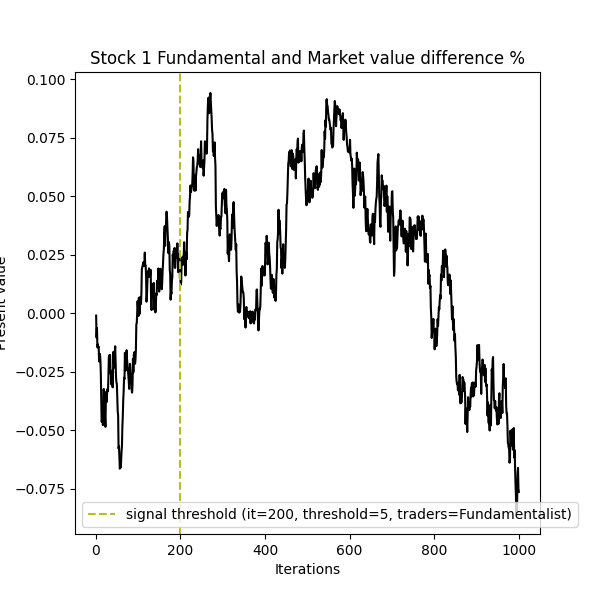 Stock 1 Fundamental and Market value difference %
0.100
0.075
0.050
0.025
0.000
−0.025
−0.050
−0.075
Present value
signal threshold (it=200, threshold=5, traders=Fundamentalist)
0 200 400 600 800 1000
Iterations